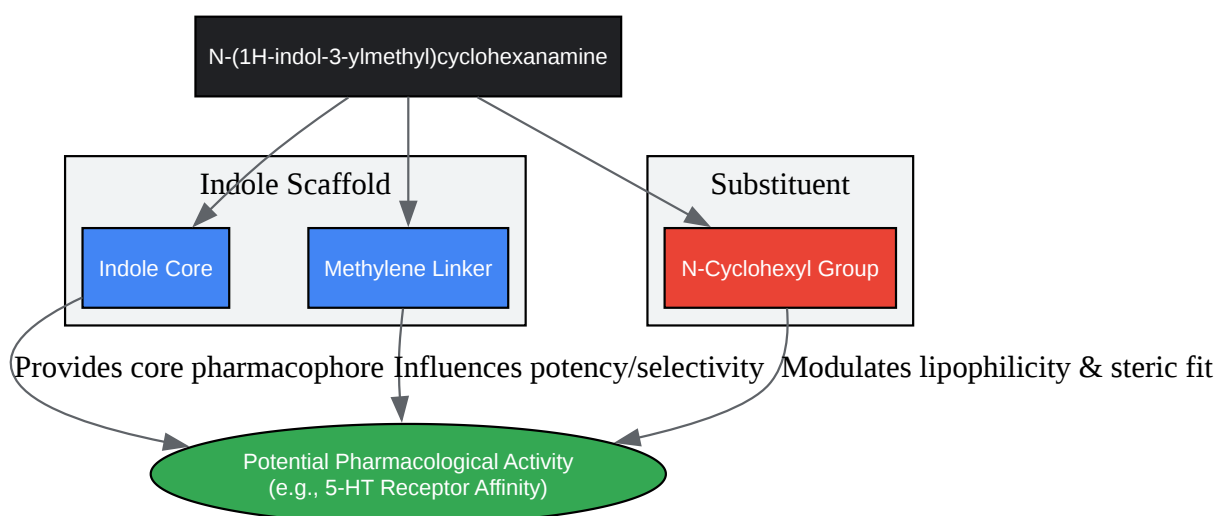 N-(1H-indol-3-ylmethyl)cyclohexanamine
Indole Scaffold
Substituent
Indole Core
Methylene Linker
N-Cyclohexyl Group
Provides core pharmacophore
Influences potency/selectivity
Modulates lipophilicity & steric fit
Potential Pharmacological Activity
(e.g., 5-HT Receptor Affinity)